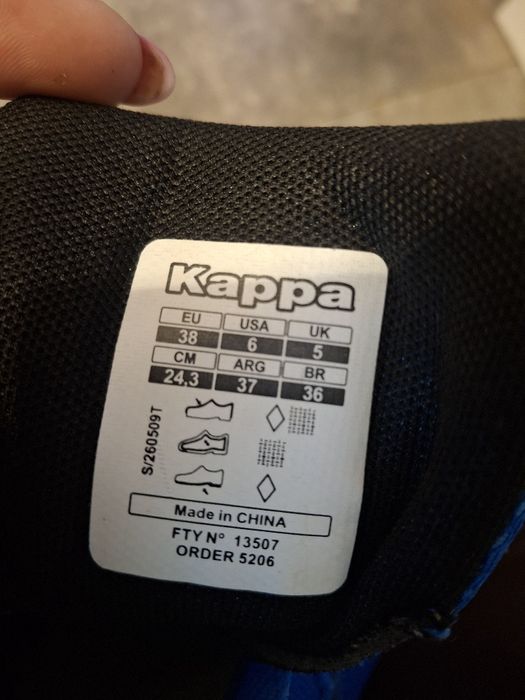 Kappa
EU USA UK
38 6 5
CM ARG BR
24,3 37 36
S/260509T
Made in CHINA
FTY Nº 13507
ORDER 5206